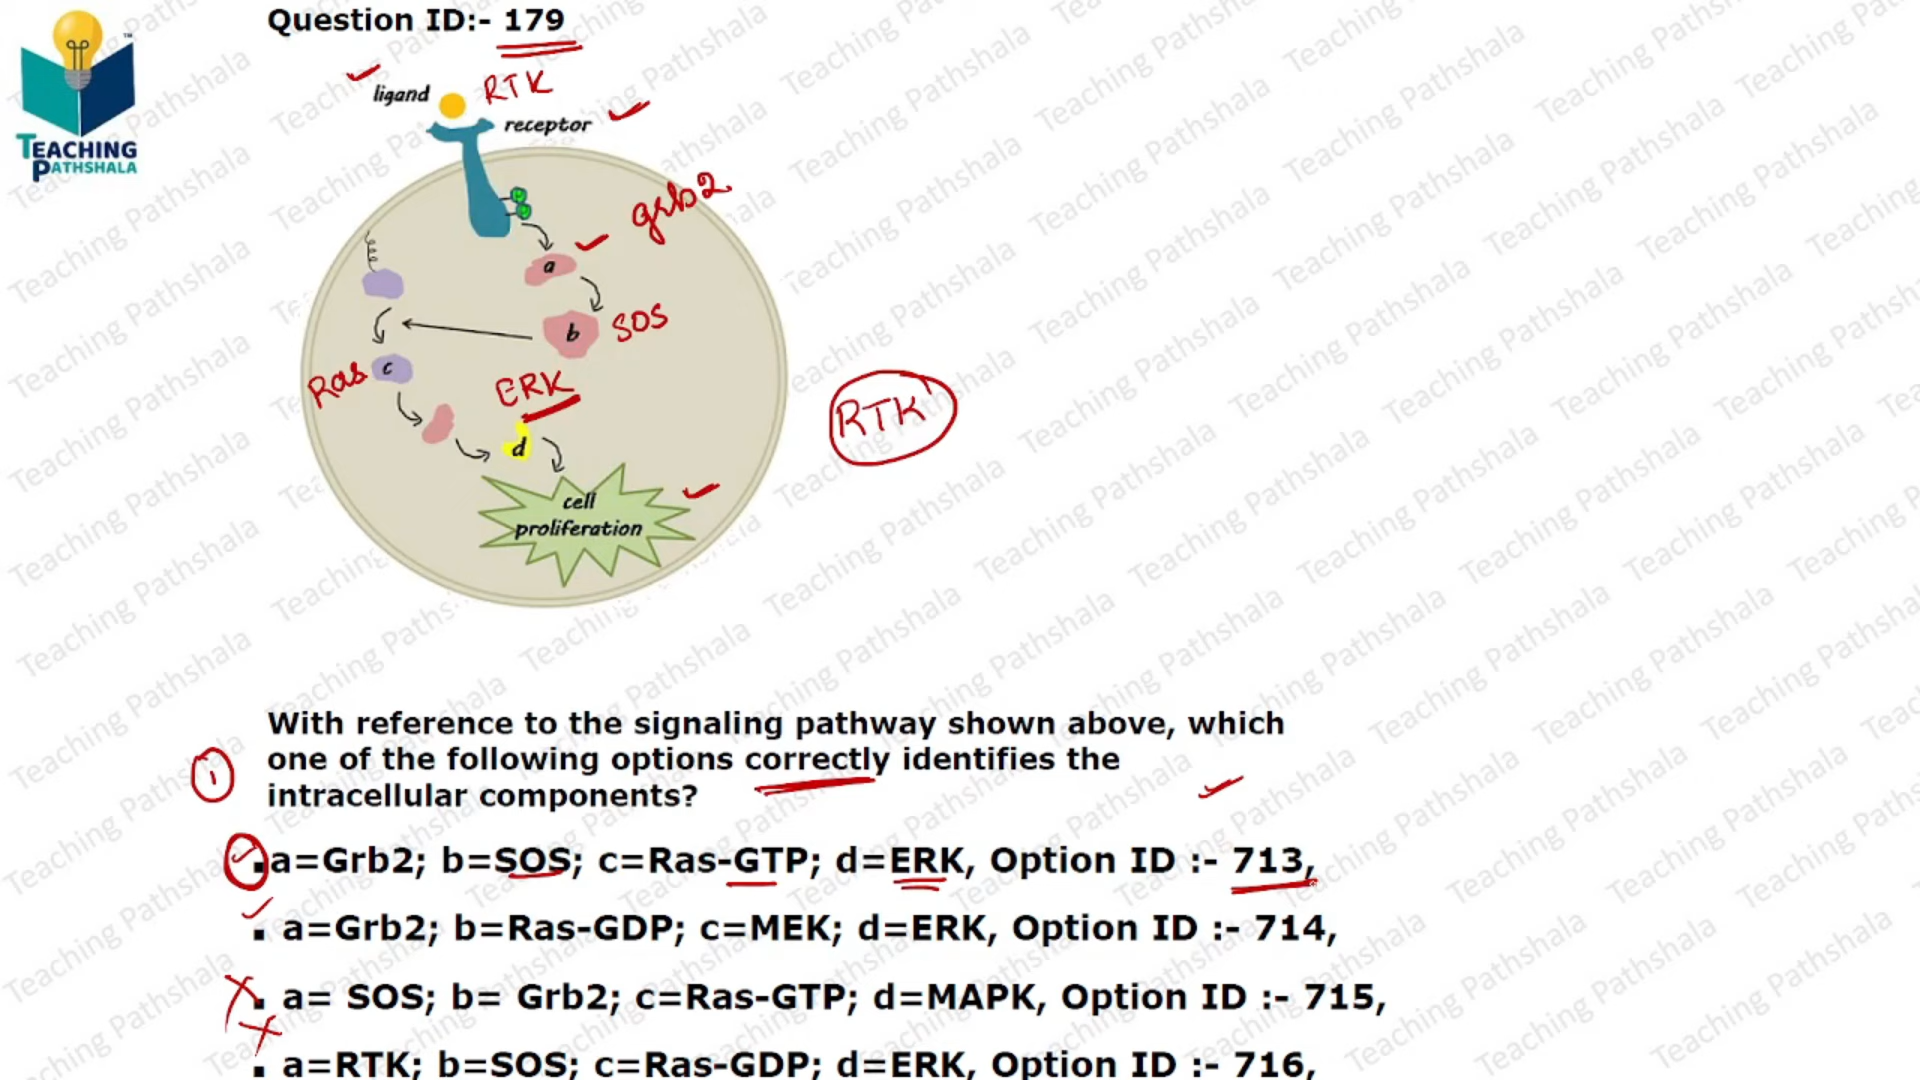 Question ID:- 179
TEACHING
PATHSHALA
ligand
RTK
receptor
grb2
a
b
SOS
Ras
c
ERK
d
cell
proliferation
RTK
With reference to the signaling pathway shown above, which
one of the following options correctly identifies the
intracellular components?
1
a=Grb2; b=SOS; c=Ras-GTP; d=ERK, Option ID :- 713,
a=Grb2; b=Ras-GDP; c=MEK; d=ERK, Option ID :- 714,
a= SOS; b= Grb2; c=Ras-GTP; d=MAPK, Option ID :- 715,
a=RTK; b=SOS; c=Ras-GDP; d=ERK, Option ID :- 716,
Teaching Pathshala